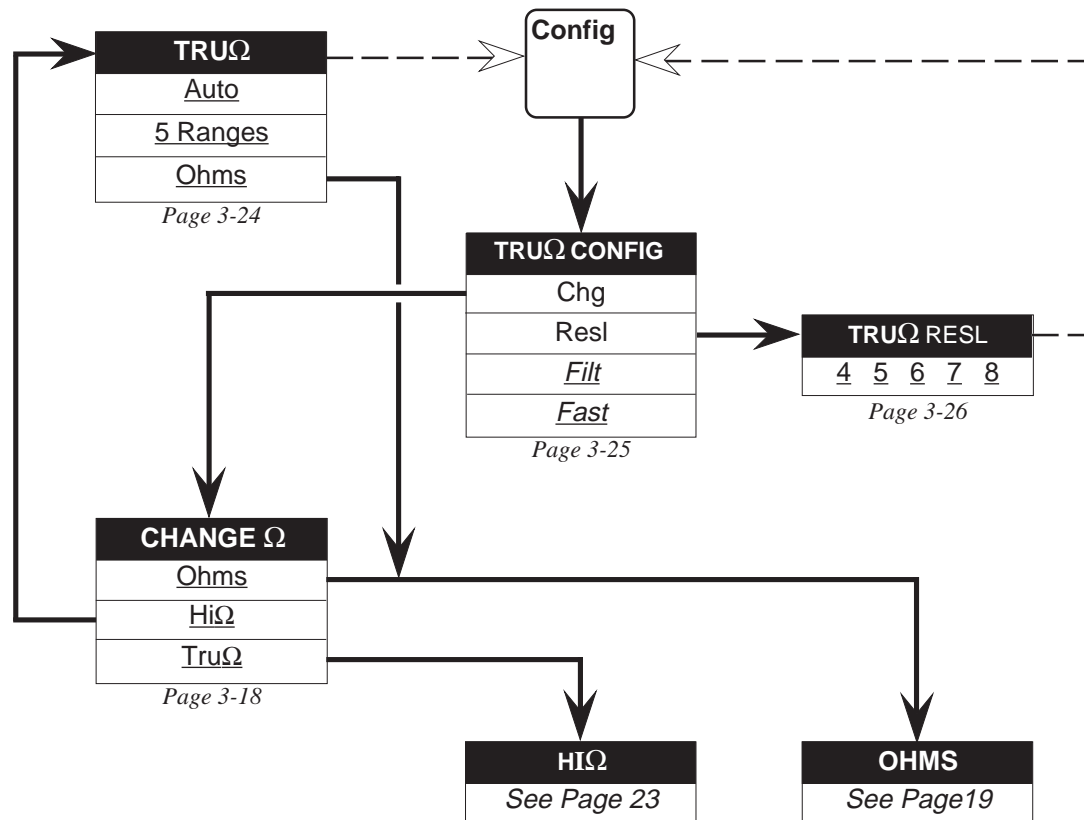 TRUΩ
Auto
5 Ranges
Ohms
Page 3-24
Config
TRUΩ CONFIG
Chg
Resl
Filt
Fast
Page 3-25
TRUΩ RESL
4 5 6 7 8
Page 3-26
CHANGE Ω
Ohms
HiΩ
TruΩ
Page 3-18
HIΩ
See Page 23
OHMS
See Page19